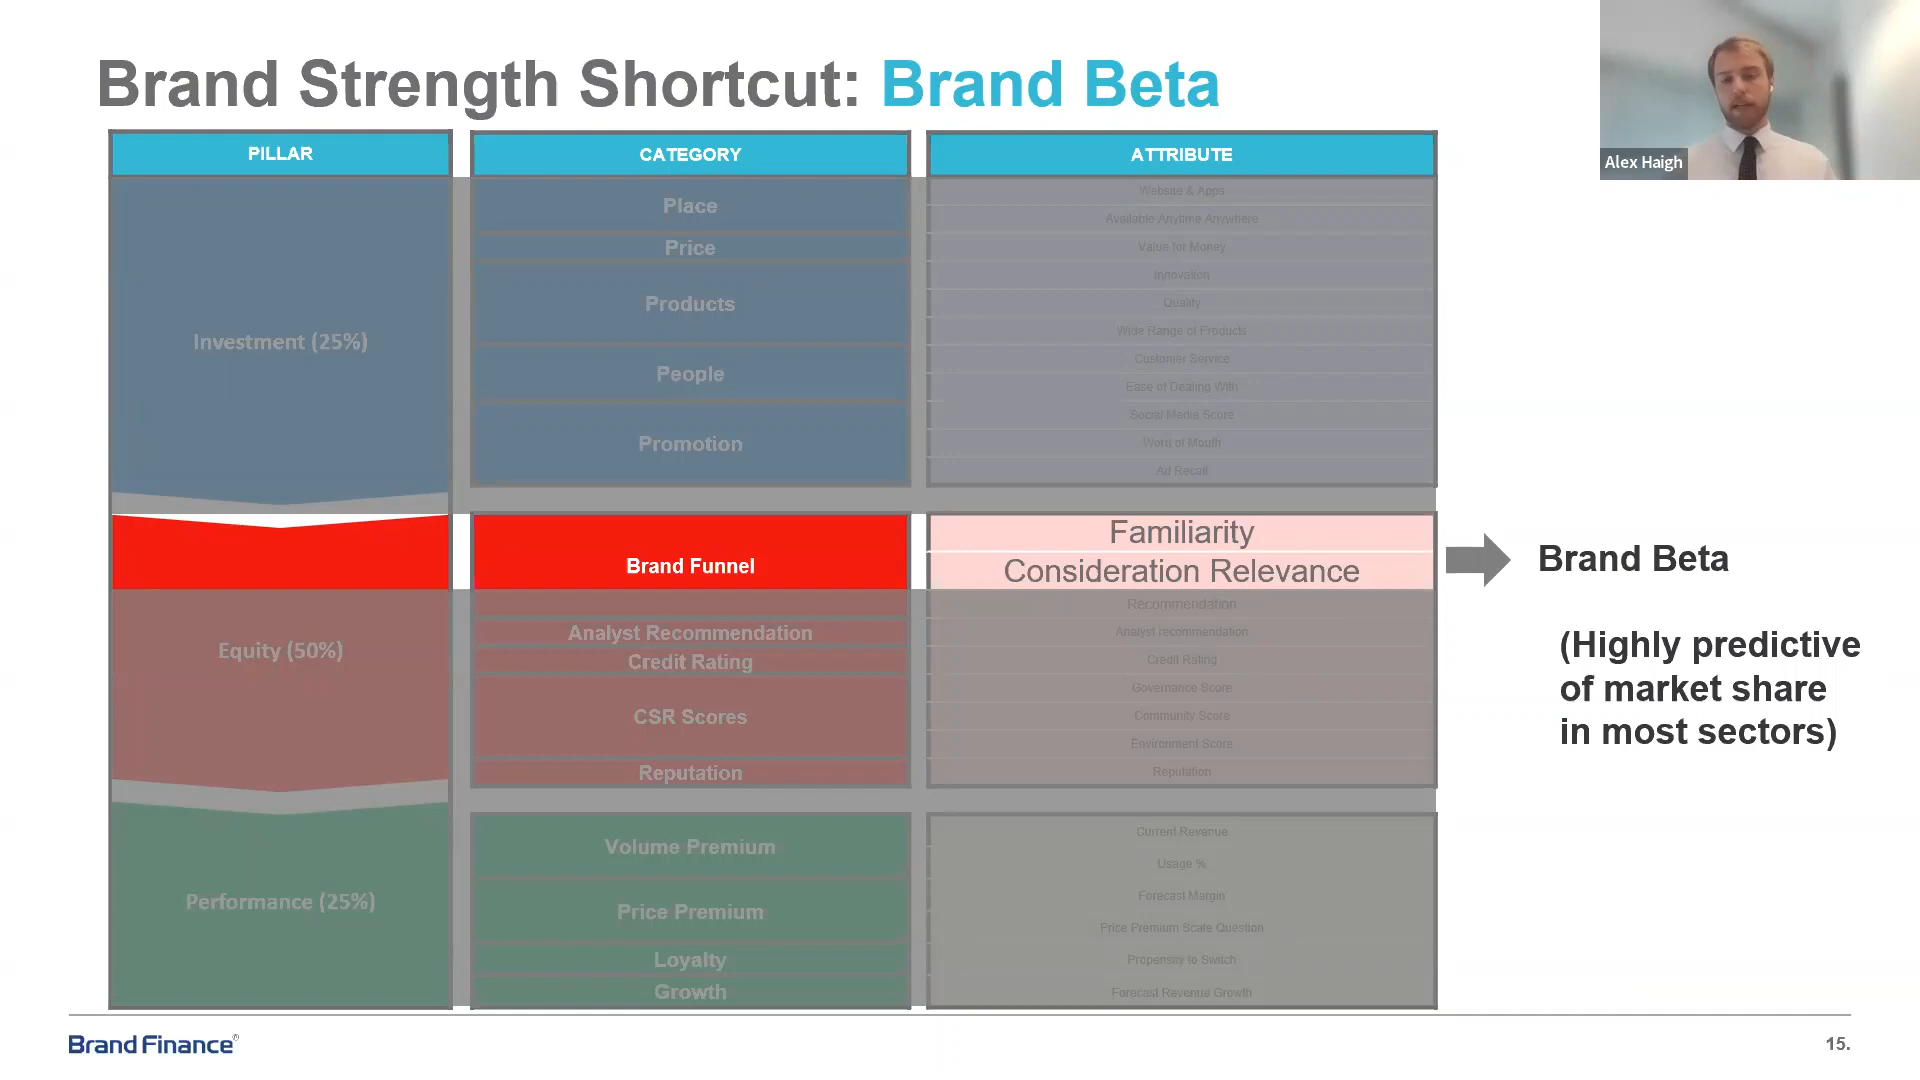 Brand Strength Shortcut: Brand Beta
Alex Haigh
PILLAR
CATEGORY
ATTRIBUTE
Investment (25%)
Place
Price
Products
People
Promotion
Website & Apps
Available Anytime Anywhere
Value for Money
Innovation
Quality
Wide Range of Products
Customer Service
Ease of Dealing With
Social Media Score
Word of Mouth
Ad Recall
Equity (50%)
Brand Funnel
Analyst Recommendation
Credit Rating
CSR Scores
Reputation
Familiarity
Consideration Relevance
Recommendation
Analyst recommendation
Credit Rating
Governance Score
Community Score
Environment Score
Reputation
Brand Beta
(Highly predictive
of market share
in most sectors)
Performance (25%)
Volume Premium
Price Premium
Loyalty
Growth
Current Revenue
Usage %
Forecast Margin
Price Premium Scale Question
Propensity to Switch
Forecast Revenue Growth
Brand Finance®
15.